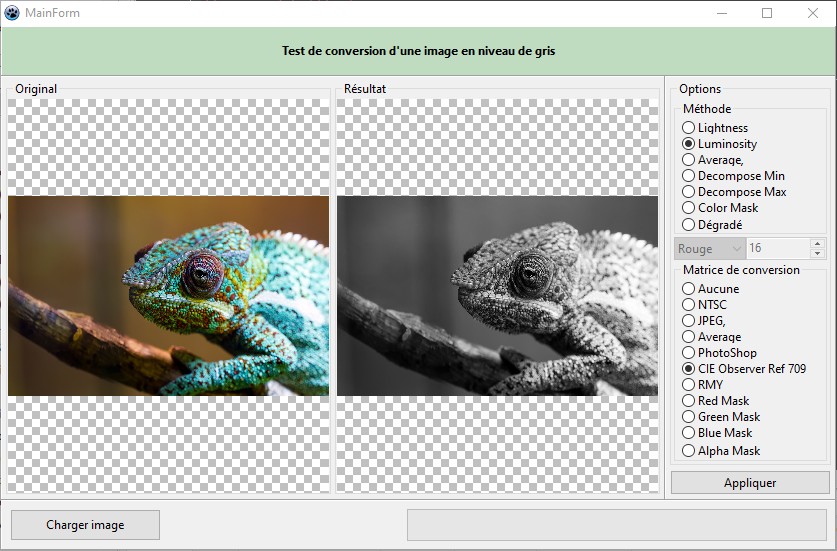 MainForm
Test de conversion d'une image en niveau de gris
Original
Résultat
Options
Méthode
Lightness
Luminosity
Average,
Decompose Min
Decompose Max
Color Mask
Dégradé
Rouge
16
Matrice de conversion
Aucune
NTSC
JPEG,
Average
PhotoShop
CIE Observer Ref 709
RMY
Red Mask
Green Mask
Blue Mask
Alpha Mask
Appliquer
Charger image